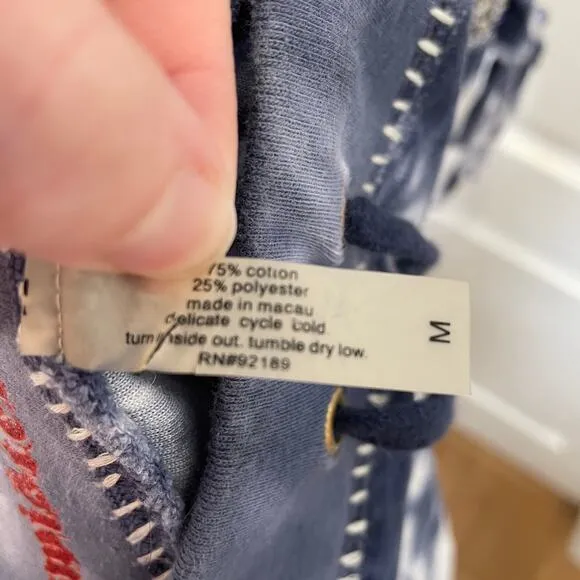 75% cotton
25% polyester
made in macau
delicate cycle cold
turn inside out. tumble dry low.
RN#92189
M